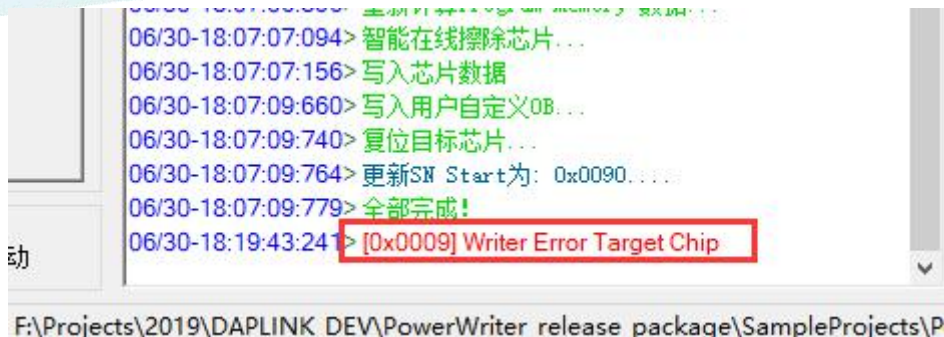 06/30-18:07:07:094> 智能在线擦除芯片...
06/30-18:07:07:156> 写入芯片数据
06/30-18:07:09:660> 写入用户自定义OB...
06/30-18:07:09:740> 复位目标芯片...
06/30-18:07:09:764> 更新SN Start为: 0x0090....
06/30-18:07:09:779> 全部完成!
06/30-18:19:43:241> [0x0009] Writer Error Target Chip
动
F:\Projects\2019\DAPLINK DEV\PowerWriter release package\SampleProjects\P